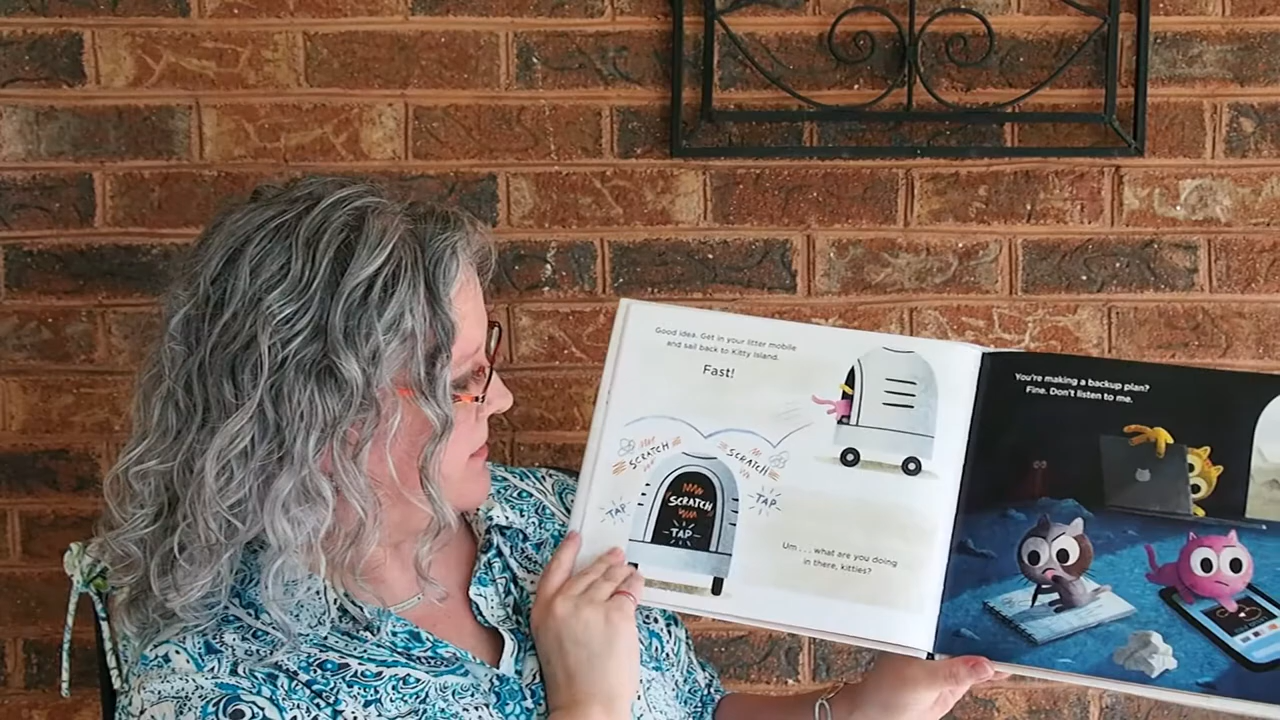 Good idea. Get in your litter mobile
and sail back to Kitty Island.
Fast!
SCRATCH
SCRATCH
SCRATCH
TAP
TAP
TAP
Um . . . what are you doing
in there, kitties?
You're making a backup plan?
Fine. Don't listen to me.